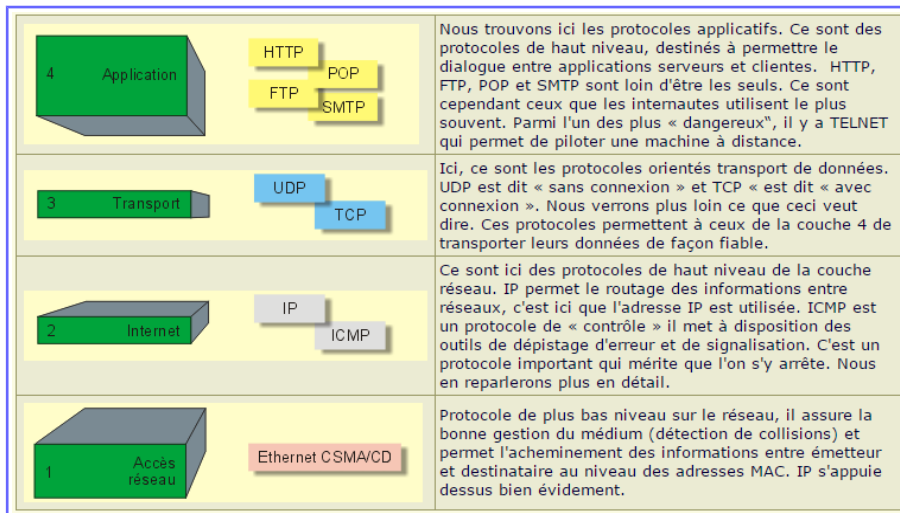 4 Application
HTTP
POP
FTP
SMTP
Nous trouvons ici les protocoles applicatifs. Ce sont des
protocoles de haut niveau, destinés à permettre le
dialogue entre applications serveurs et clientes. HTTP,
FTP, POP et SMTP sont loin d'être les seuls. Ce sont
cependant ceux que les internautes utilisent le plus
souvent. Parmi l'un des plus « dangereux“, il y a TELNET
qui permet de piloter une machine à distance.
3 Transport
UDP
TCP
Ici, ce sont les protocoles orientés transport de données.
UDP est dit « sans connexion » et TCP « est dit « avec
connexion ». Nous verrons plus loin ce que ceci veut
dire. Ces protocoles permettent à ceux de la couche 4 de
transporter leurs données de façon fiable.
2 Internet
IP
ICMP
Ce sont ici des protocoles de haut niveau de la couche
réseau. IP permet le routage des informations entre
réseaux, c'est ici que l'adresse IP est utilisée. ICMP est
un protocole de « contrôle » il met à disposition des
outils de dépistage d'erreur et de signalisation. C'est un
protocole important qui mérite que l'on s'y arrête. Nous
en reparlerons plus en détail.
1 Accès
réseau
Ethernet CSMA/CD
Protocole de plus bas niveau sur le réseau, il assure la
bonne gestion du médium (détection de collisions) et
permet l'acheminement des informations entre émetteur
et destinataire au niveau des adresses MAC. IP s'appuie
dessus bien évidement.